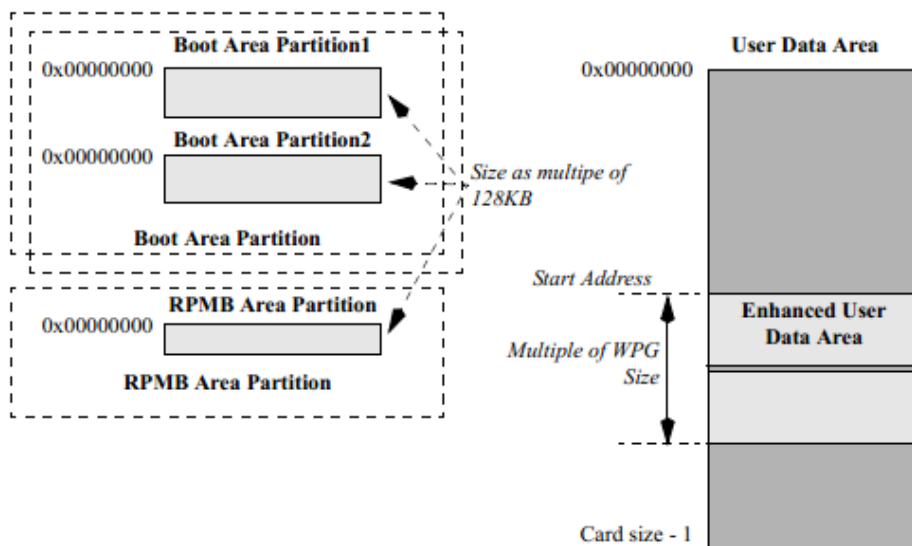 Boot Area Partition1
0x00000000
Boot Area Partition2
0x00000000
Size as multipe of
128KB
Boot Area Partition
RPMB Area Partition
0x00000000
RPMB Area Partition
User Data Area
0x00000000
Start Address
Enhanced User
Data Area
Multiple of WPG
Size
Card size - 1